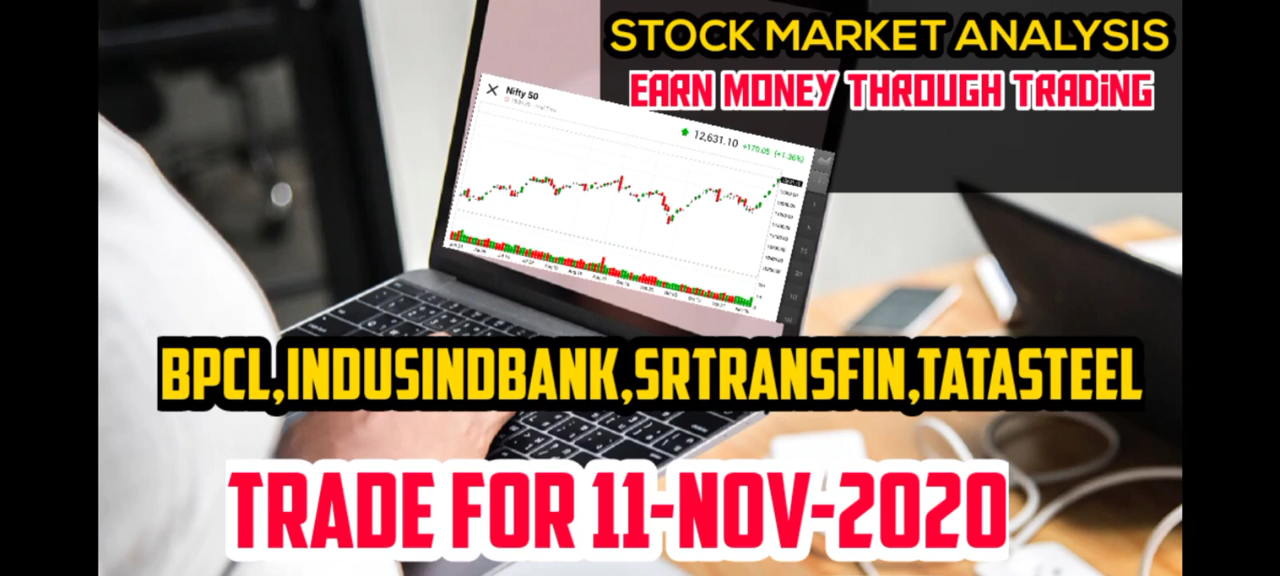 STOCK MARKET ANALYSIS
EARN MONEY THROUGH TRADING
Nifty 50
12,631.10 +170.05 (+1.36%)
BPCL,INDUSINDBANK,SRTRANSFIN,TATASTEEL
TRADE FOR 11-NOV-2020